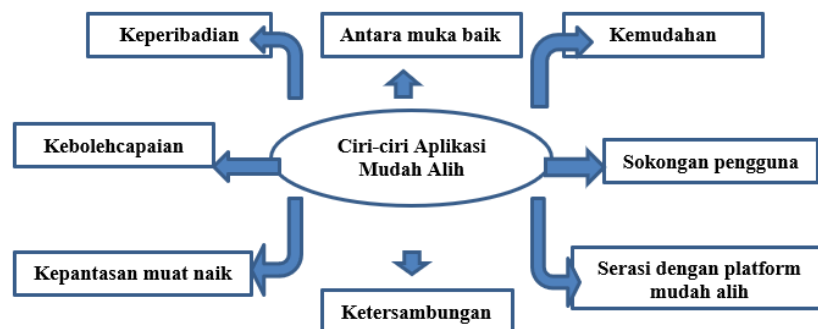 Keperibadian
Antara muka baik
Kemudahan
Kebolehcapaian
Ciri-ciri Aplikasi
Mudah Alih
Sokongan pengguna
Kepantasan muat naik
Ketersambungan
Serasi dengan platform
mudah alih